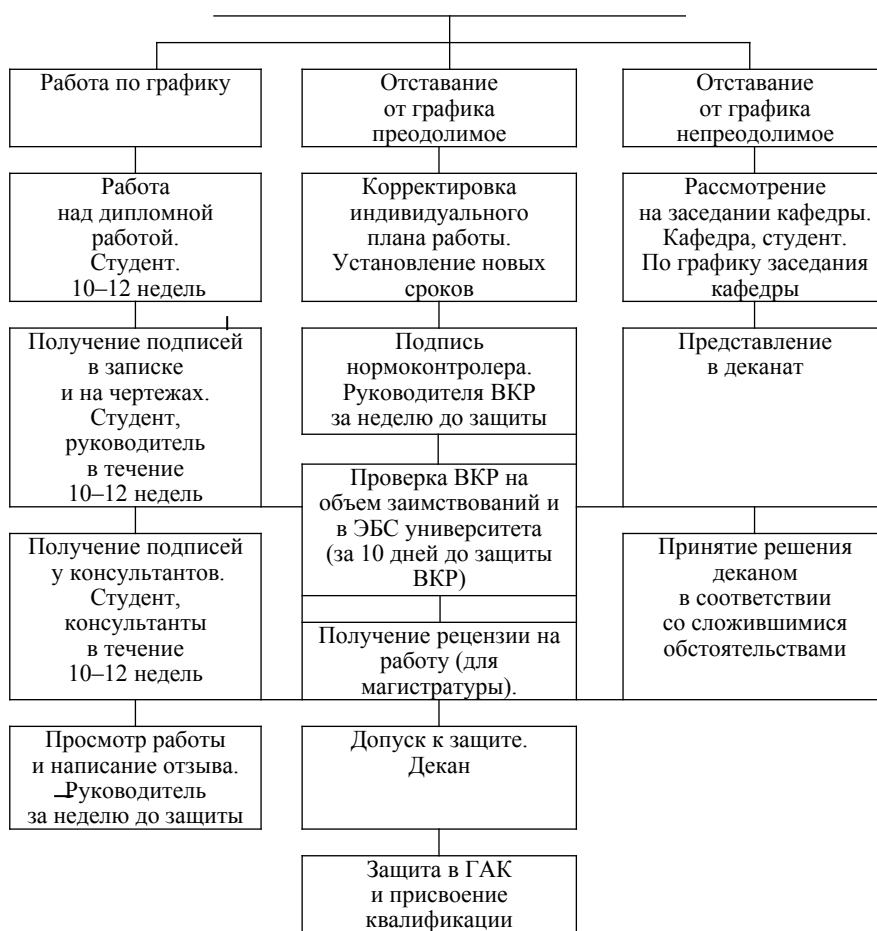 Работа по графику
Отставание
от графика
преодолимое
Отставание
от графика
непреодолимое
Работа
над дипломной
работой.
Студент.
10–12 недель
Корректировка
индивидуального
плана работы.
Установление новых
сроков
Рассмотрение
на заседании кафедры.
Кафедра, студент.
По графику заседания
кафедры
Получение подписей
в записке
и на чертежах.
Студент,
руководитель
в течение
10–12 недель
Подпись
нормоконтролера.
Руководителя ВКР
за неделю до защиты
Представление
в деканат
Проверка ВКР на
объем заимствований и
в ЭБС университета
(за 10 дней до защиты
ВКР)
Получение подписей
у консультантов.
Студент,
консультанты
в течение
10–12 недель
Получение рецензии на
работу (для
магистратуры).
Принятие решения
деканом
в соответствии
со сложившимися
обстоятельствами
Просмотр работы
и написание отзыва.
Руководитель
за неделю до защиты
Допуск к защите.
Декан
Защита в ГАК
и присвоение
квалификации